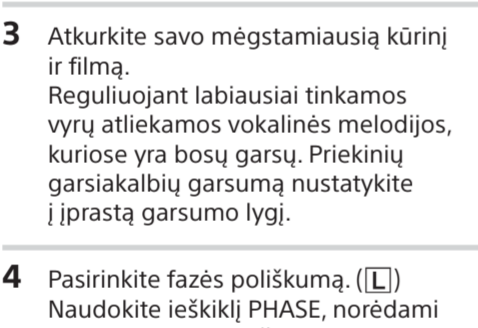 3 Atkurkite savo mėgstamiausią kūrinį
ir filmą.
Reguliuojant labiausiai tinkamos
vyrų atliekamos vokalinės melodijos,
kuriose yra bosų garsų. Priekinių
garsiakalbių garsumą nustatykite
į įprastą garsumo lygį.
4 Pasirinkite fazės poliškumą. (L)
Naudokite ieškiklį PHASE, norėdami